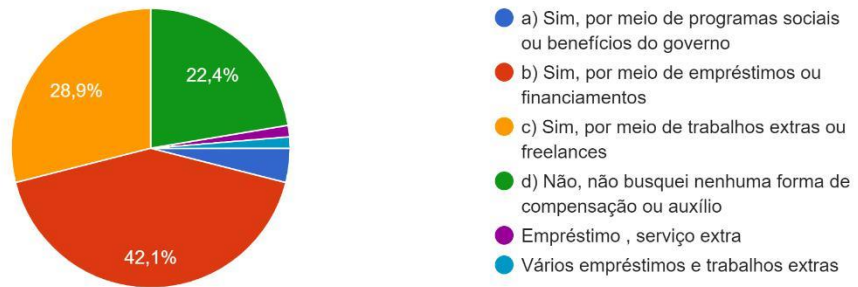 28,9%
22,4%
42,1%
a) Sim, por meio de programas sociais
ou benefícios do governo
b) Sim, por meio de empréstimos ou
financiamentos
c) Sim, por meio de trabalhos extras ou
freelances
d) Não, não busquei nenhuma forma de
compensação ou auxílio
Empréstimo , serviço extra
Vários empréstimos e trabalhos extras